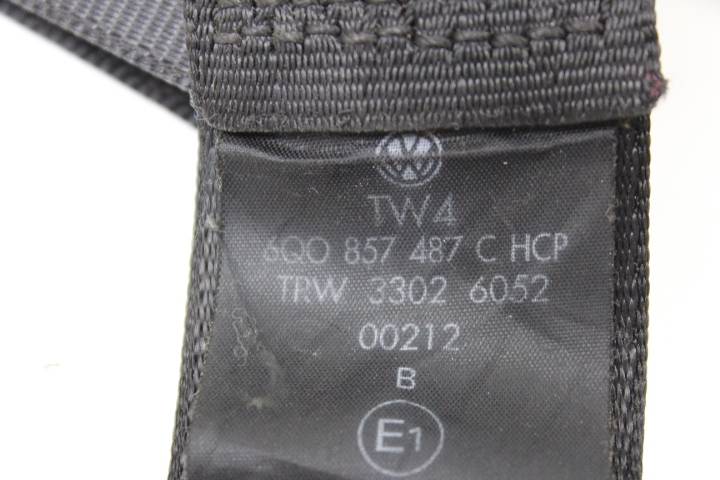 TW4
6Q0 857 487 C HCP
TRW 3302 6052
00212
B
E1